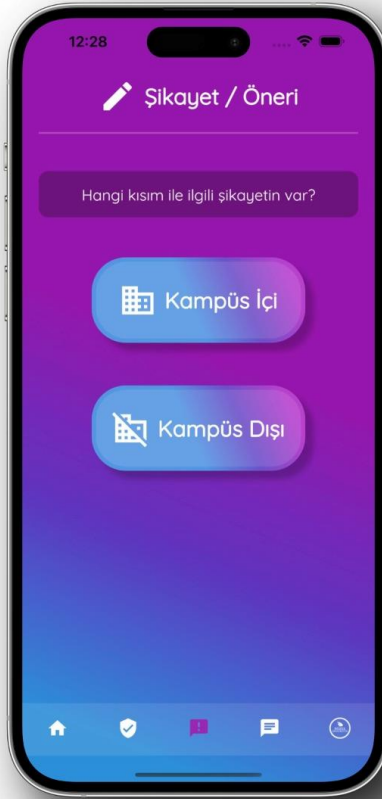 12:28
Şikayet / Öneri
Hangi kısım ile ilgili şikayetin var?
Kampüs İçi
Kampüs Dışı